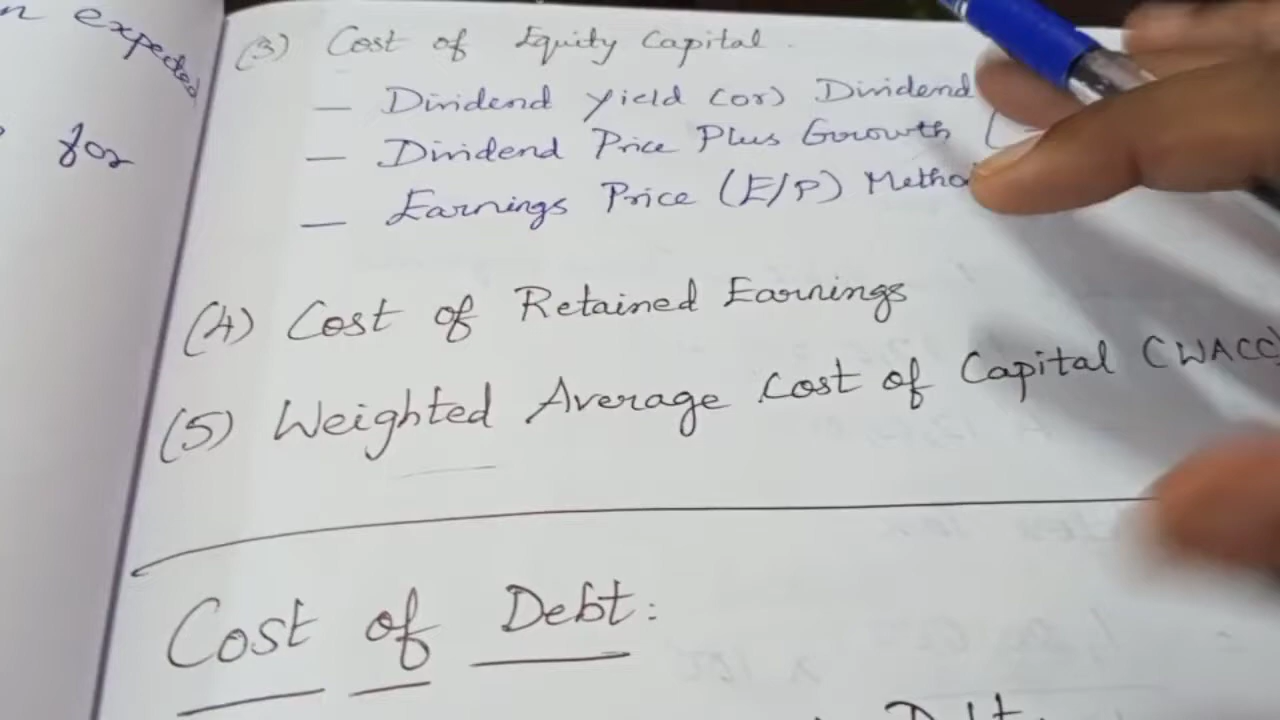 n expected
for
(3) Cost of Equity Capital.
— Dividend Yield (or) Dividend
— Dividend Price Plus Growth (
— Earnings Price (E/P) Metho
(4) Cost of Retained Earnings
(5) Weighted Average Cost of Capital (WACC)
Cost of Debt: